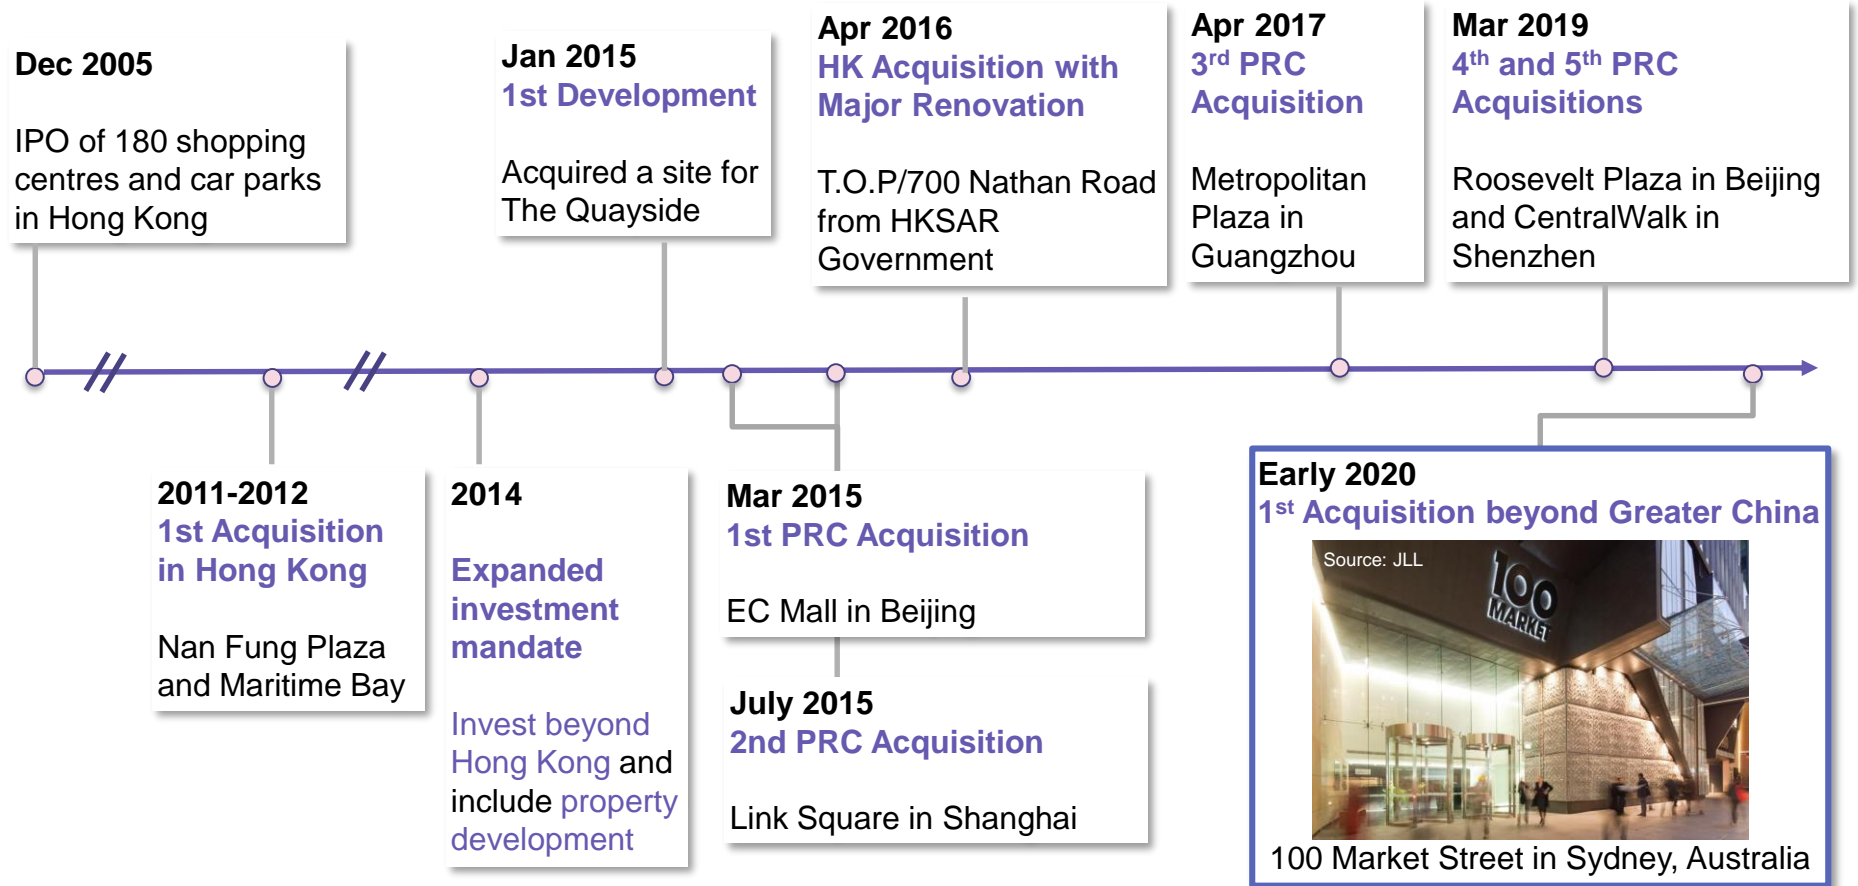 Dec 2005
IPO of 180 shopping
centres and car parks
in Hong Kong
Jan 2015
1st Development
Acquired a site for
The Quayside
Apr 2016
HK Acquisition with
Major Renovation
T.O.P/700 Nathan Road
from HKSAR
Government
Apr 2017
3rd PRC
Acquisition
Metropolitan
Plaza in
Guangzhou
Mar 2019
4th and 5th PRC
Acquisitions
Roosevelt Plaza in Beijing
and CentralWalk in
Shenzhen
2011-2012
1st Acquisition
in Hong Kong
Nan Fung Plaza
and Maritime Bay
2014
Expanded
investment
mandate
Invest beyond
Hong Kong and
include property
development
Mar 2015
1st PRC Acquisition
EC Mall in Beijing
July 2015
2nd PRC Acquisition
Link Square in Shanghai
Early 2020
1st Acquisition beyond Greater China
Source: JLL
100
MARKET
100 Market Street in Sydney, Australia